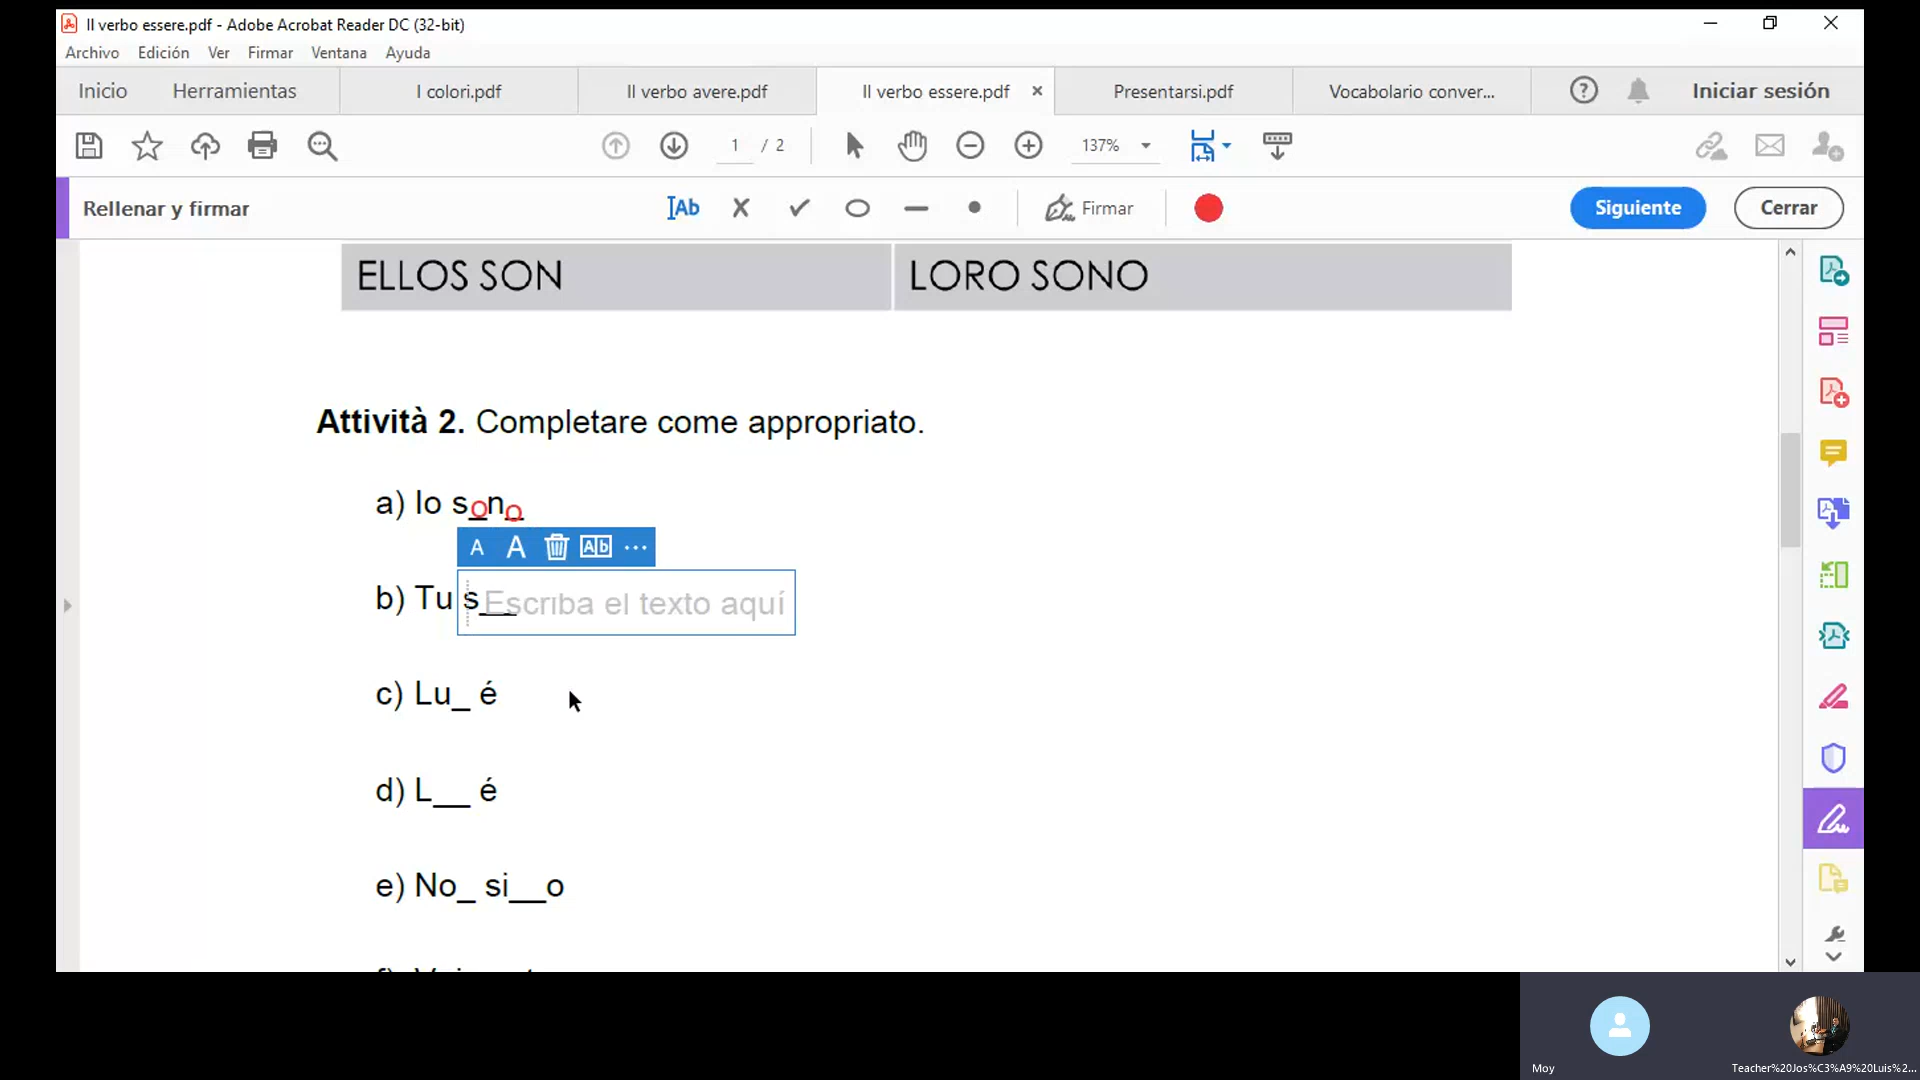 Il verbo essere.pdf - Adobe Acrobat Reader DC (32-bit)
Archivo Edición Ver Firmar Ventana Ayuda
Inicio Herramientas I colori.pdf Il verbo avere.pdf Il verbo essere.pdf Presentarsi.pdf Vocabolario conver... Iniciar sesión
1 / 2 137%
Rellenar y firmar Firmar Siguiente Cerrar
ELLOS SON LORO SONO
Attività 2. Completare come appropriato.
a) Io sono
b) Tu s__ Escriba el texto aquí
c) Lu_ é
d) L__ é
e) No_ si__o
Moy Teacher%20Jos%C3%A9%20Luis%2...